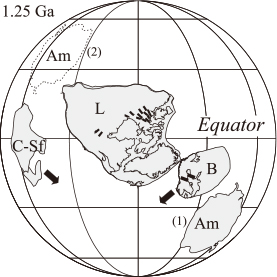 1.25 Ga
Am
(2)
L
Equator
C-Sf
B
(1)
Am